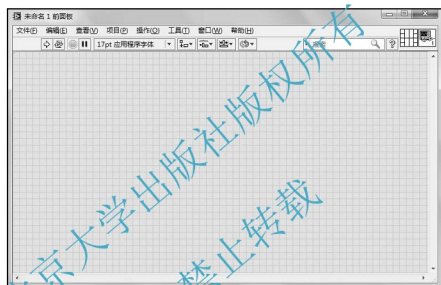 未命名 1 前面板
文件(F) 编辑(E) 查看(V) 项目(P) 操作(O) 工具(T) 窗口(W) 帮助(H)
17pt 应用程序字体
搜索
京大学出版社版权所有
禁止转载